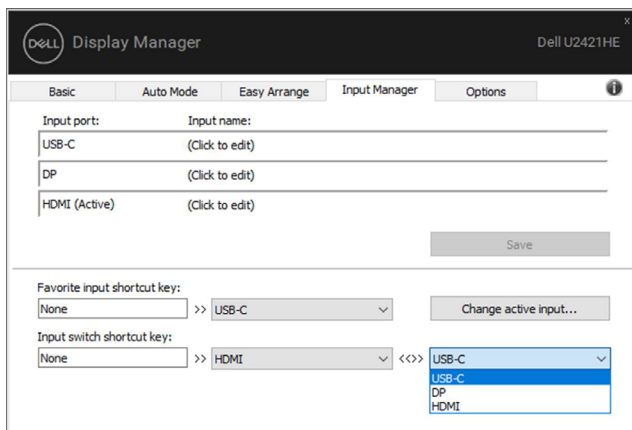 DELL Display Manager Dell U2421HE
x
Basic Auto Mode Easy Arrange Input Manager Options
Input port: Input name:
USB-C (Click to edit)
DP (Click to edit)
HDMI (Active) (Click to edit)
Save
Favorite input shortcut key:
None >> USB-C Change active input...
Input switch shortcut key:
None >> HDMI <<>> USB-C
USB-C
DP
HDMI